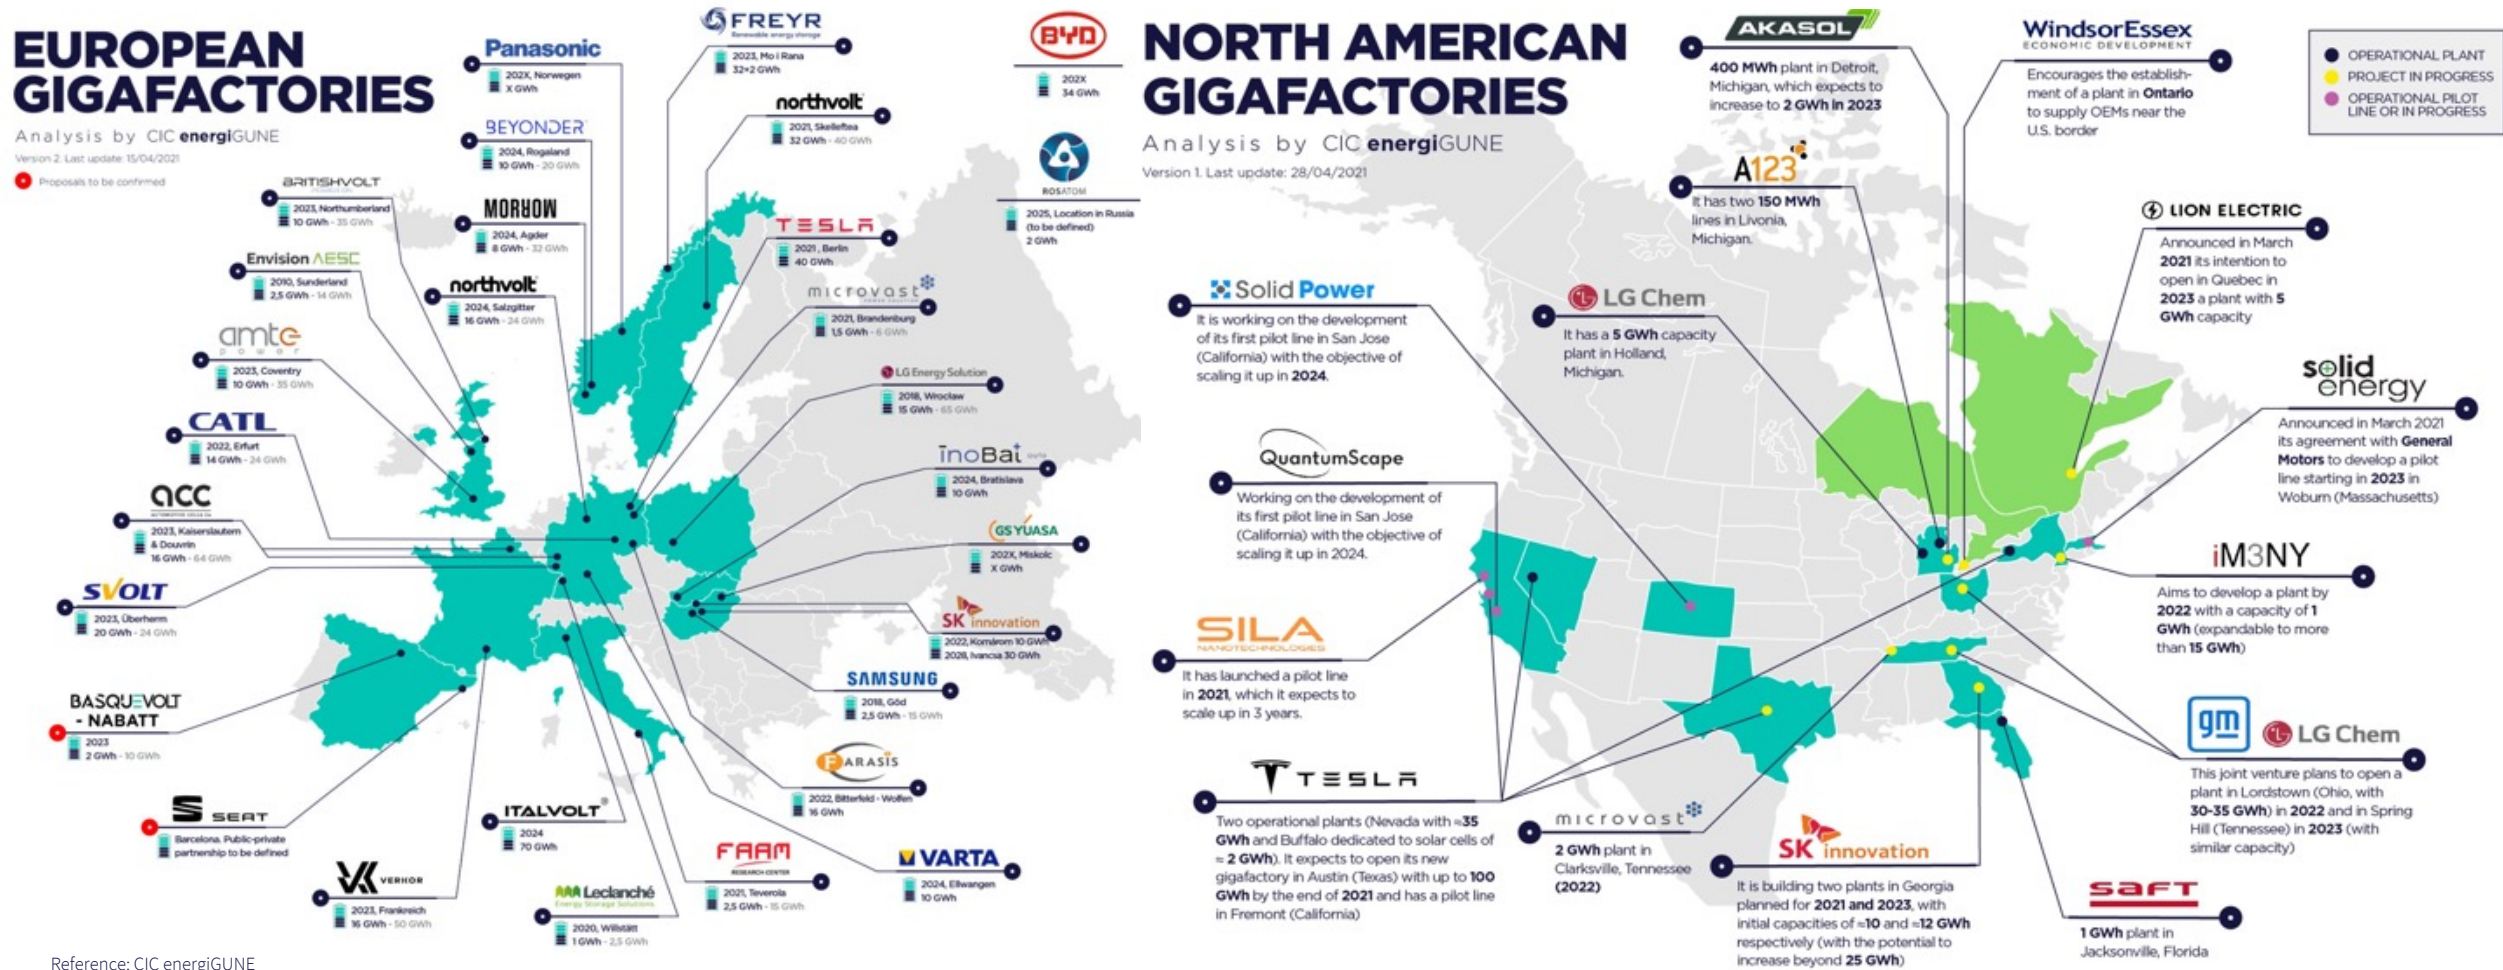 EUROPEAN
GIGAFACTORIES
Analysis by CIC energiGUNE
Version 2. Last update: 15/04/2021
Proposals to be confirmed
Panasonic
202X, Norwegen
X GWh
FREYR
Renewable energy storage
2023, Mo i Rana
32+2 GWh
BYD
202X
34 GWh
northvolt
2021, Skelleftea
32 GWh - 40 GWh
BEYONDER
2024, Rogaland
10 GWh - 20 GWh
ROSATOM
2025, Location in Russia
(to be defined)
2 GWh
BRITISHVOLT
2023, Northumberland
10 GWh - 35 GWh
MORROW
2024, Agder
8 GWh - 32 GWh
TESLA
2021, Berlin
40 GWh
Envision AESC
2010, Sunderland
2,5 GWh - 14 GWh
northvolt
2024, Salzgitter
16 GWh - 24 GWh
microvast
2021, Brandenburg
1,5 GWh - 6 GWh
amte
power
2023, Coventry
10 GWh - 35 GWh
LG Energy Solution
2018, Wroclaw
15 GWh - 65 GWh
CATL
2022, Erfurt
14 GWh - 24 GWh
inoBat auto
2024, Bratislava
10 GWh
acc
2023, Kaiserslautern
& Douvrin
16 GWh - 64 GWh
GS YUASA
202X, Miskolc
X GWh
SVOLT
2023, Überherrn
20 GWh - 24 GWh
SK innovation
2022, Komárom 10 GWh
2028, Ivancsa 30 GWh
SAMSUNG
2018, Göd
2,5 GWh - 15 GWh
BASQUEVOLT
- NABATT
2023
2 GWh - 10 GWh
FARASIS
2022, Bitterfeld - Wolfen
16 GWh
SEAT
Barcelona. Public-private
partnership to be defined
ITALVOLT
2024
70 GWh
VERKOR
2023, Frankreich
16 GWh - 50 GWh
Leclanché
Energy Storage Solutions
2020, Willstätt
1 GWh - 2,5 GWh
FAAM
RESEARCH CENTER
2021, Teverola
2,5 GWh - 15 GWh
VARTA
2024, Ellwangen
10 GWh
Reference: CIC energiGUNE
NORTH AMERICAN
GIGAFACTORIES
Analysis by CIC energiGUNE
Version 1. Last update: 28/04/2021
AKASOL
400 MWh plant in Detroit,
Michigan, which expects to
increase to 2 GWh in 2023
WindsorEssex
ECONOMIC DEVELOPMENT
Encourages the establish-
ment of a plant in Ontario
to supply OEMs near the
U.S. border
OPERATIONAL PLANT
PROJECT IN PROGRESS
OPERATIONAL PILOT
LINE OR IN PROGRESS
A123
It has two 150 MWh
lines in Livonia,
Michigan.
LION ELECTRIC
Announced in March
2021 its intention to
open in Quebec in
2023 a plant with 5
GWh capacity
Solid Power
It is working on the development
of its first pilot line in San Jose
(California) with the objective of
scaling it up in 2024.
LG Chem
It has a 5 GWh capacity
plant in Holland,
Michigan.
solid
energy
Announced in March 2021
its agreement with General
Motors to develop a pilot
line starting in 2023 in
Woburn (Massachusetts)
QuantumScape
Working on the development of
its first pilot line in San Jose
(California) with the objective of
scaling it up in 2024.
iM3NY
Aims to develop a plant by
2022 with a capacity of 1
GWh (expandable to more
than 15 GWh)
SILA
NANOTECHNOLOGIES
It has launched a pilot line
in 2021, which it expects to
scale up in 3 years.
gm LG Chem
This joint venture plans to open a
plant in Lordstown (Ohio, with
30-35 GWh) in 2022 and in Spring
Hill (Tennessee) in 2023 (with
similar capacity)
TESLA
Two operational plants (Nevada with ≈35
GWh and Buffalo dedicated to solar cells of
≈ 2 GWh). It expects to open its new
gigafactory in Austin (Texas) with up to 100
GWh by the end of 2021 and has a pilot line
in Fremont (California)
microvast
2 GWh plant in
Clarksville, Tennessee
(2022)
SK innovation
It is building two plants in Georgia
planned for 2021 and 2023, with
initial capacities of ≈10 and ≈12 GWh
respectively (with the potential to
increase beyond 25 GWh)
saft
1 GWh plant in
Jacksonville, Florida